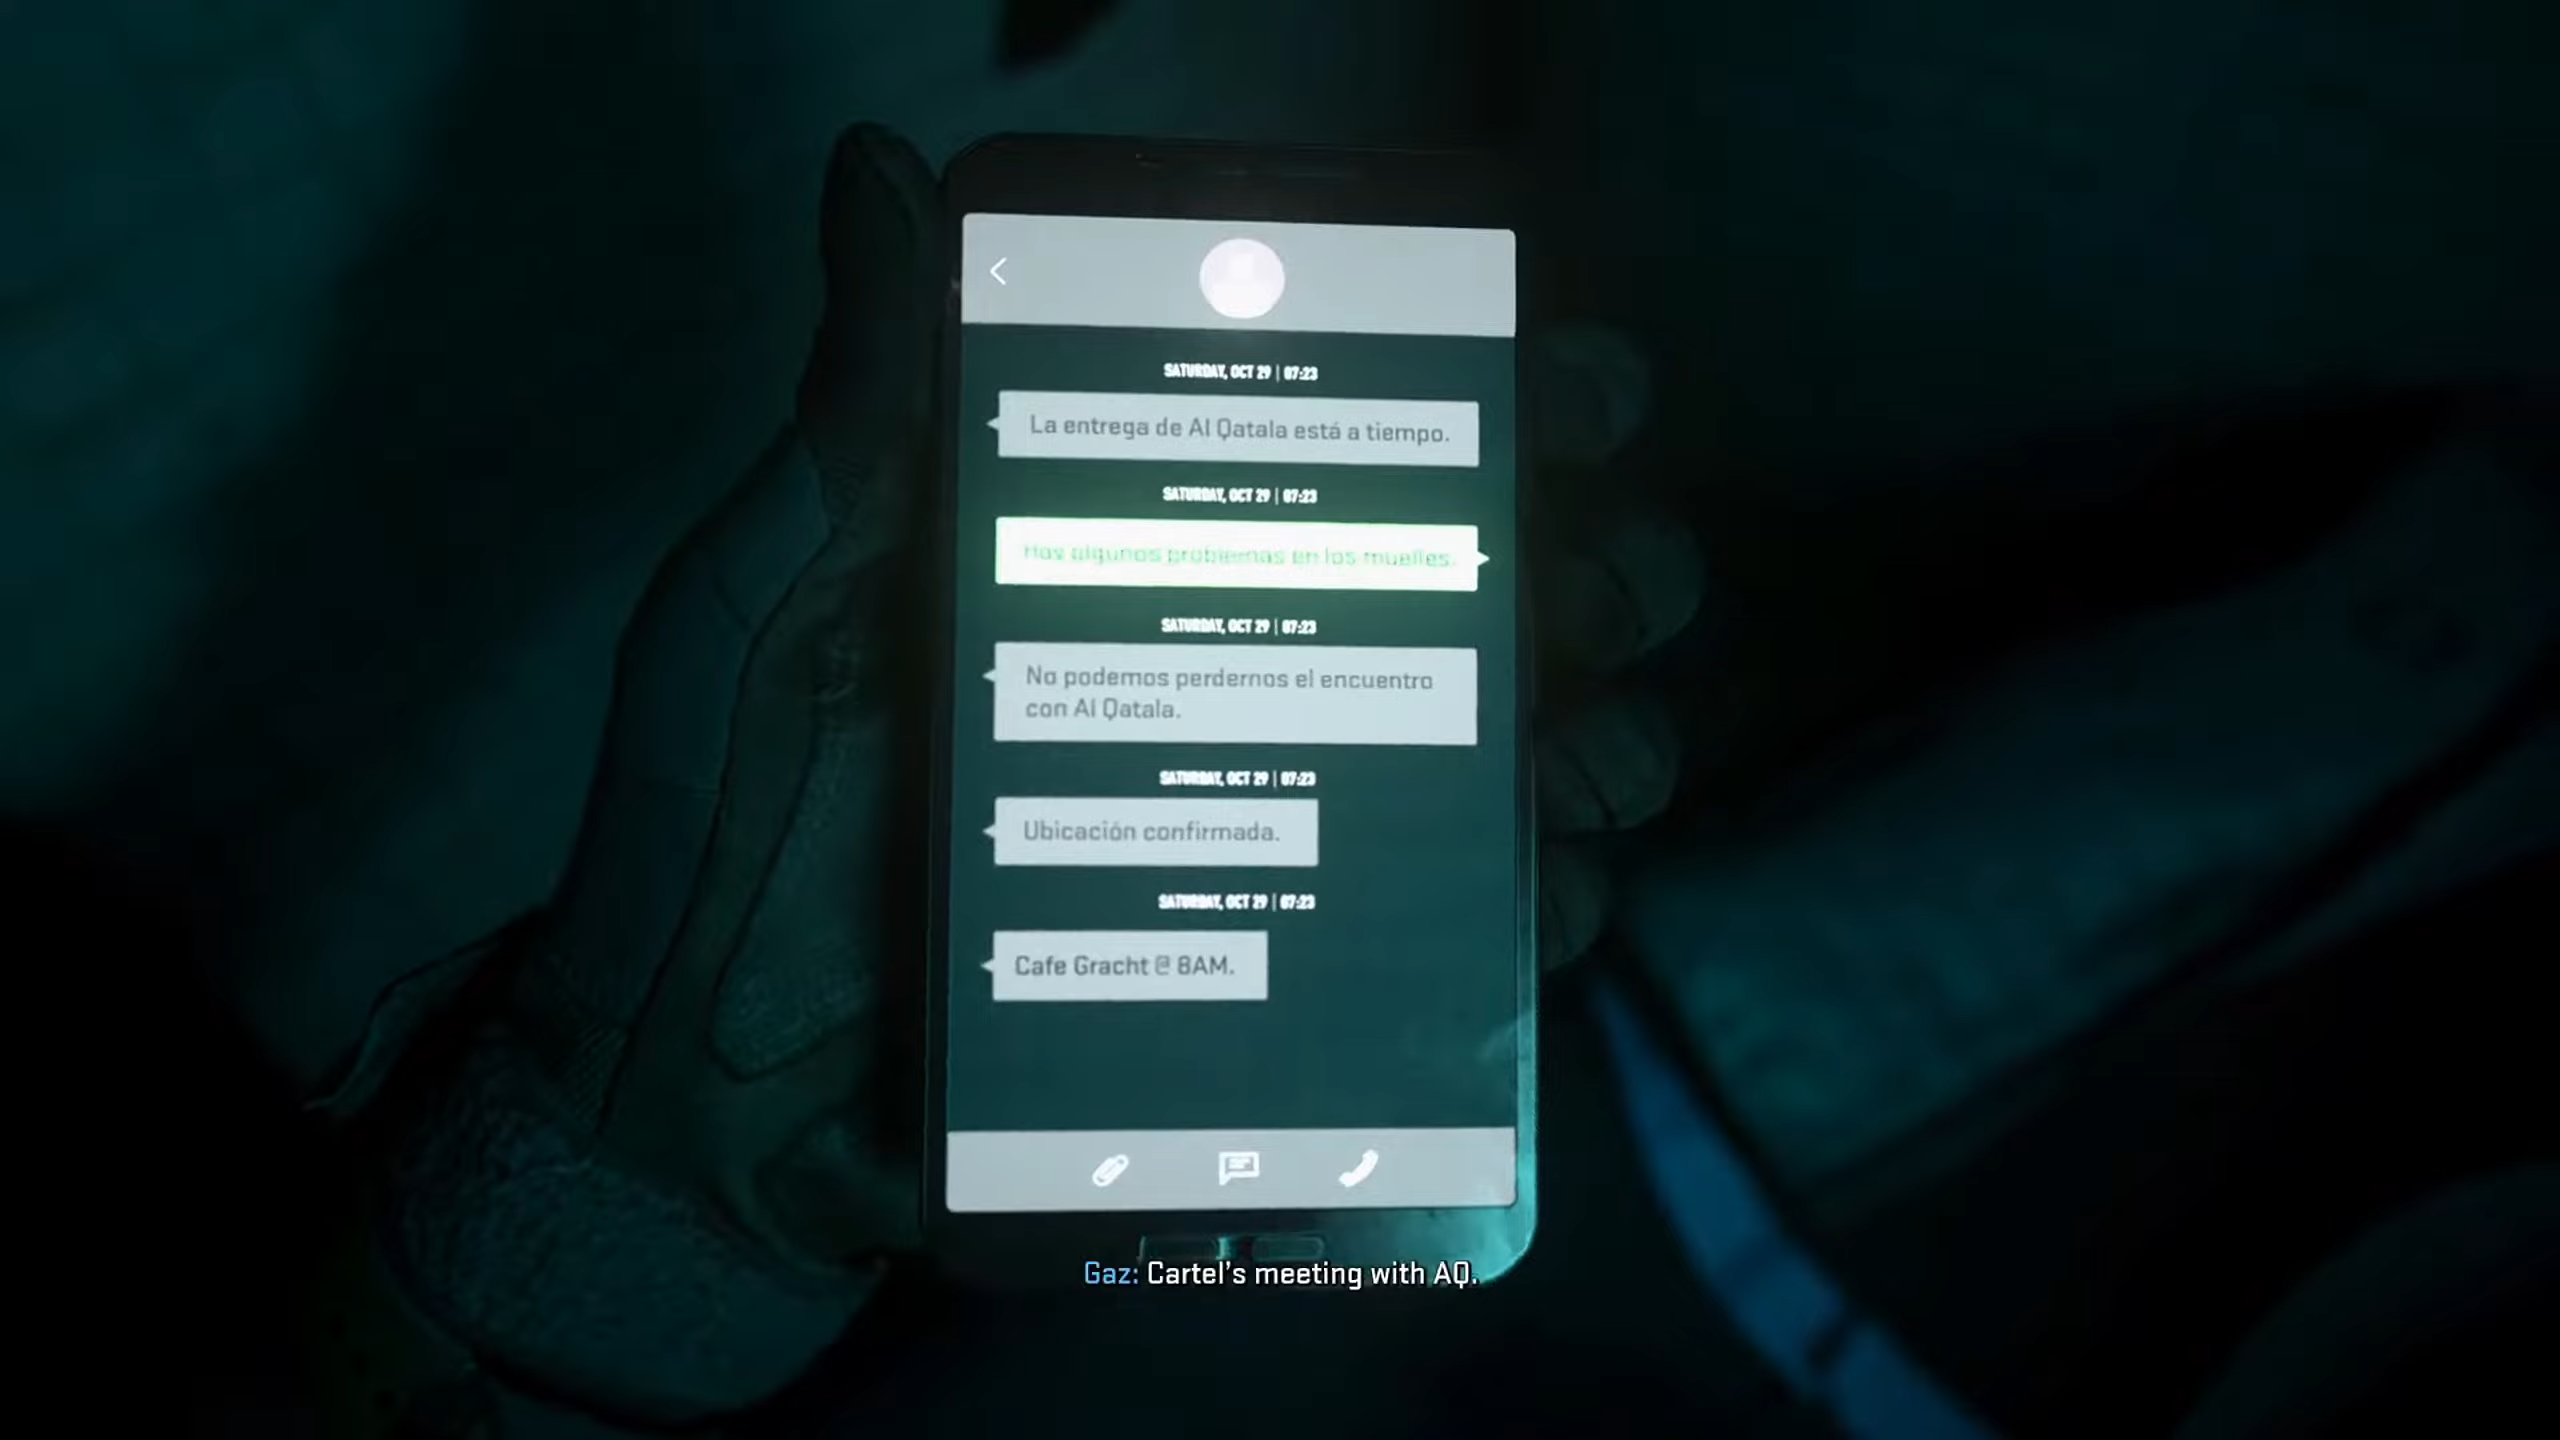 SATURDAY, OCT 29 | 07:23
La entrega de Al Qatala está a tiempo.
SATURDAY, OCT 29 | 07:23
algunos problemas en los muelles.
SATURDAY, OCT 29 | 07:23
No podemos perdernos el encuentro
con Al Qatala.
SATURDAY, OCT 29 | 07:23
Ubicación confirmada.
SATURDAY, OCT 29 | 07:23
Cafe Gracht @ 8AM.
Gaz: Cartel's meeting with AQ.